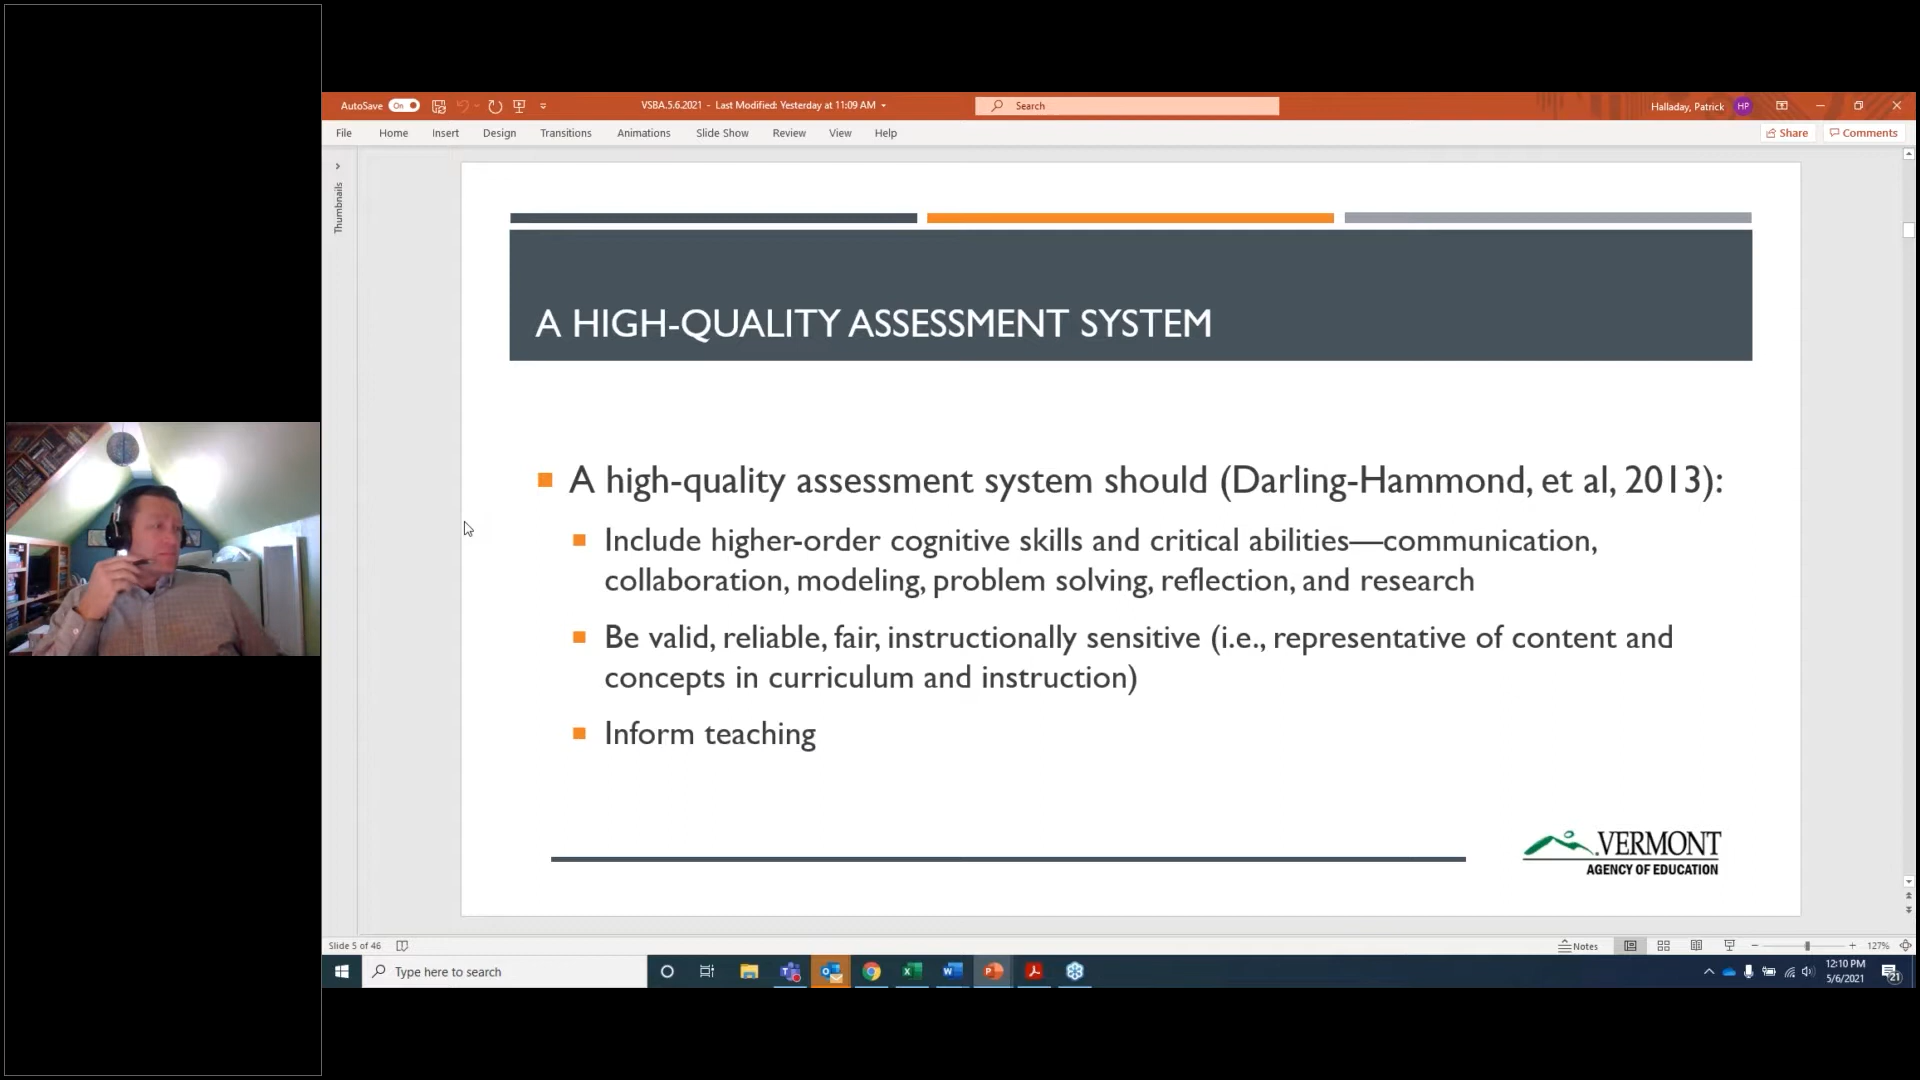 AutoSave On
VSBA.5.6.2021 - Last Modified: Yesterday at 11:09 AM
Search
Halladay, Patrick HP
File Home Insert Design Transitions Animations Slide Show Review View Help
Share Comments
Thumbnails
A HIGH-QUALITY ASSESSMENT SYSTEM
A high-quality assessment system should (Darling-Hammond, et al, 2013):
Include higher-order cognitive skills and critical abilities—communication,
collaboration, modeling, problem solving, reflection, and research
Be valid, reliable, fair, instructionally sensitive (i.e., representative of content and
concepts in curriculum and instruction)
Inform teaching
VERMONT
AGENCY OF EDUCATION
Slide 5 of 46
Notes
127%
Type here to search
12:10 PM
5/6/2021
21